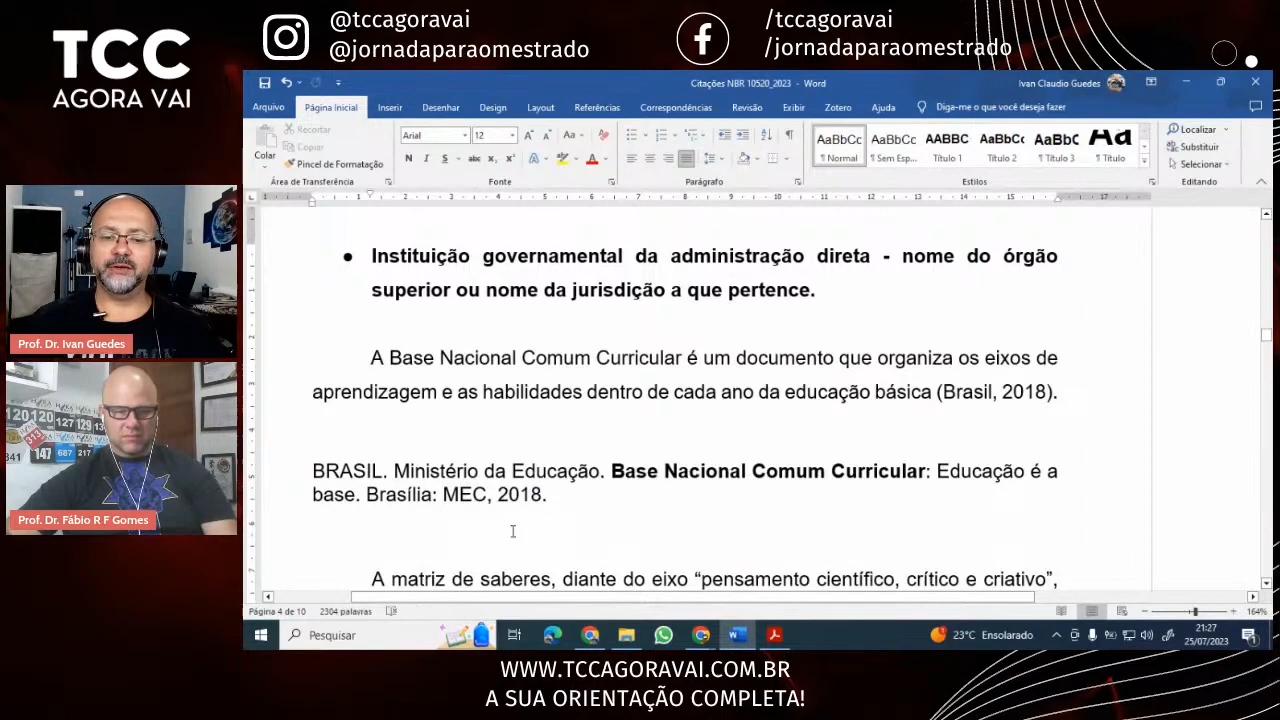 TCC
AGORA VAI
@tccagoravai
@jornadaparaomestrado
/tccagoravai
/jornadaparaomestrado
Citações NBR 10520_2023 - Word
Ivan Claudio Guedes
Arquivo Página Inicial Inserir Desenhar Design Layout Referências Correspondências Revisão Exibir Zotero Ajuda Diga-me o que você deseja fazer
Colar
Recortar
Copiar
Pincel de Formatação
Área de Transferência
Arial 12
Fonte
Parágrafo
AaBbCc AaBbCc AABBC AaBbCc AaBbC Aa
¶ Normal ¶ Sem Esp... Título 1 Título 2 ¶ Título 3 ¶ Título
Estilos
Localizar
Substituir
Selecionar
Editando
• Instituição governamental da administração direta - nome do órgão
superior ou nome da jurisdição a que pertence.
A Base Nacional Comum Curricular é um documento que organiza os eixos de
aprendizagem e as habilidades dentro de cada ano da educação básica (Brasil, 2018).
BRASIL. Ministério da Educação. Base Nacional Comum Curricular: Educação é a
base. Brasília: MEC, 2018.
A matriz de saberes, diante do eixo “pensamento científico, crítico e criativo”,
Página 4 de 10 2304 palavras
164%
Pesquisar
23°C Ensolarado
21:27
25/07/2023
Prof. Dr. Ivan Guedes
Prof. Dr. Fábio R F Gomes
WWW.TCCAGORAVAI.COM.BR
A SUA ORIENTAÇÃO COMPLETA!